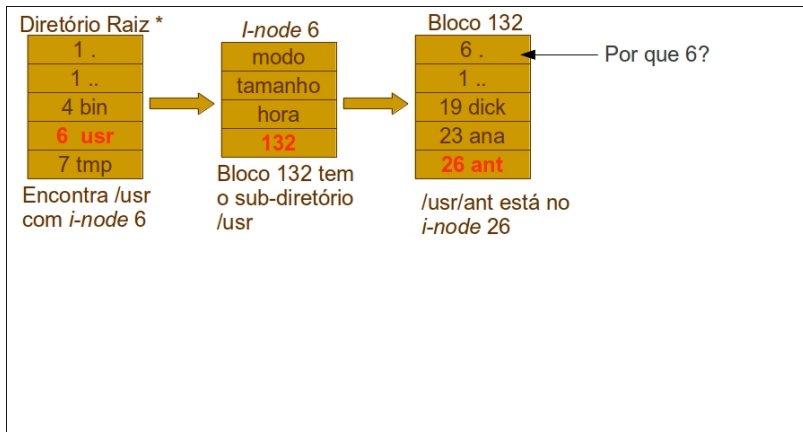 Diretório Raiz *
1 .
1 ..
4 bin
6 usr
7 tmp
Encontra /usr
com i-node 6
I-node 6
modo
tamanho
hora
132
Bloco 132 tem
o sub-diretório
/usr
Bloco 132
6 .
1 ..
19 dick
23 ana
26 ant
/usr/ant está no
i-node 26
Por que 6?